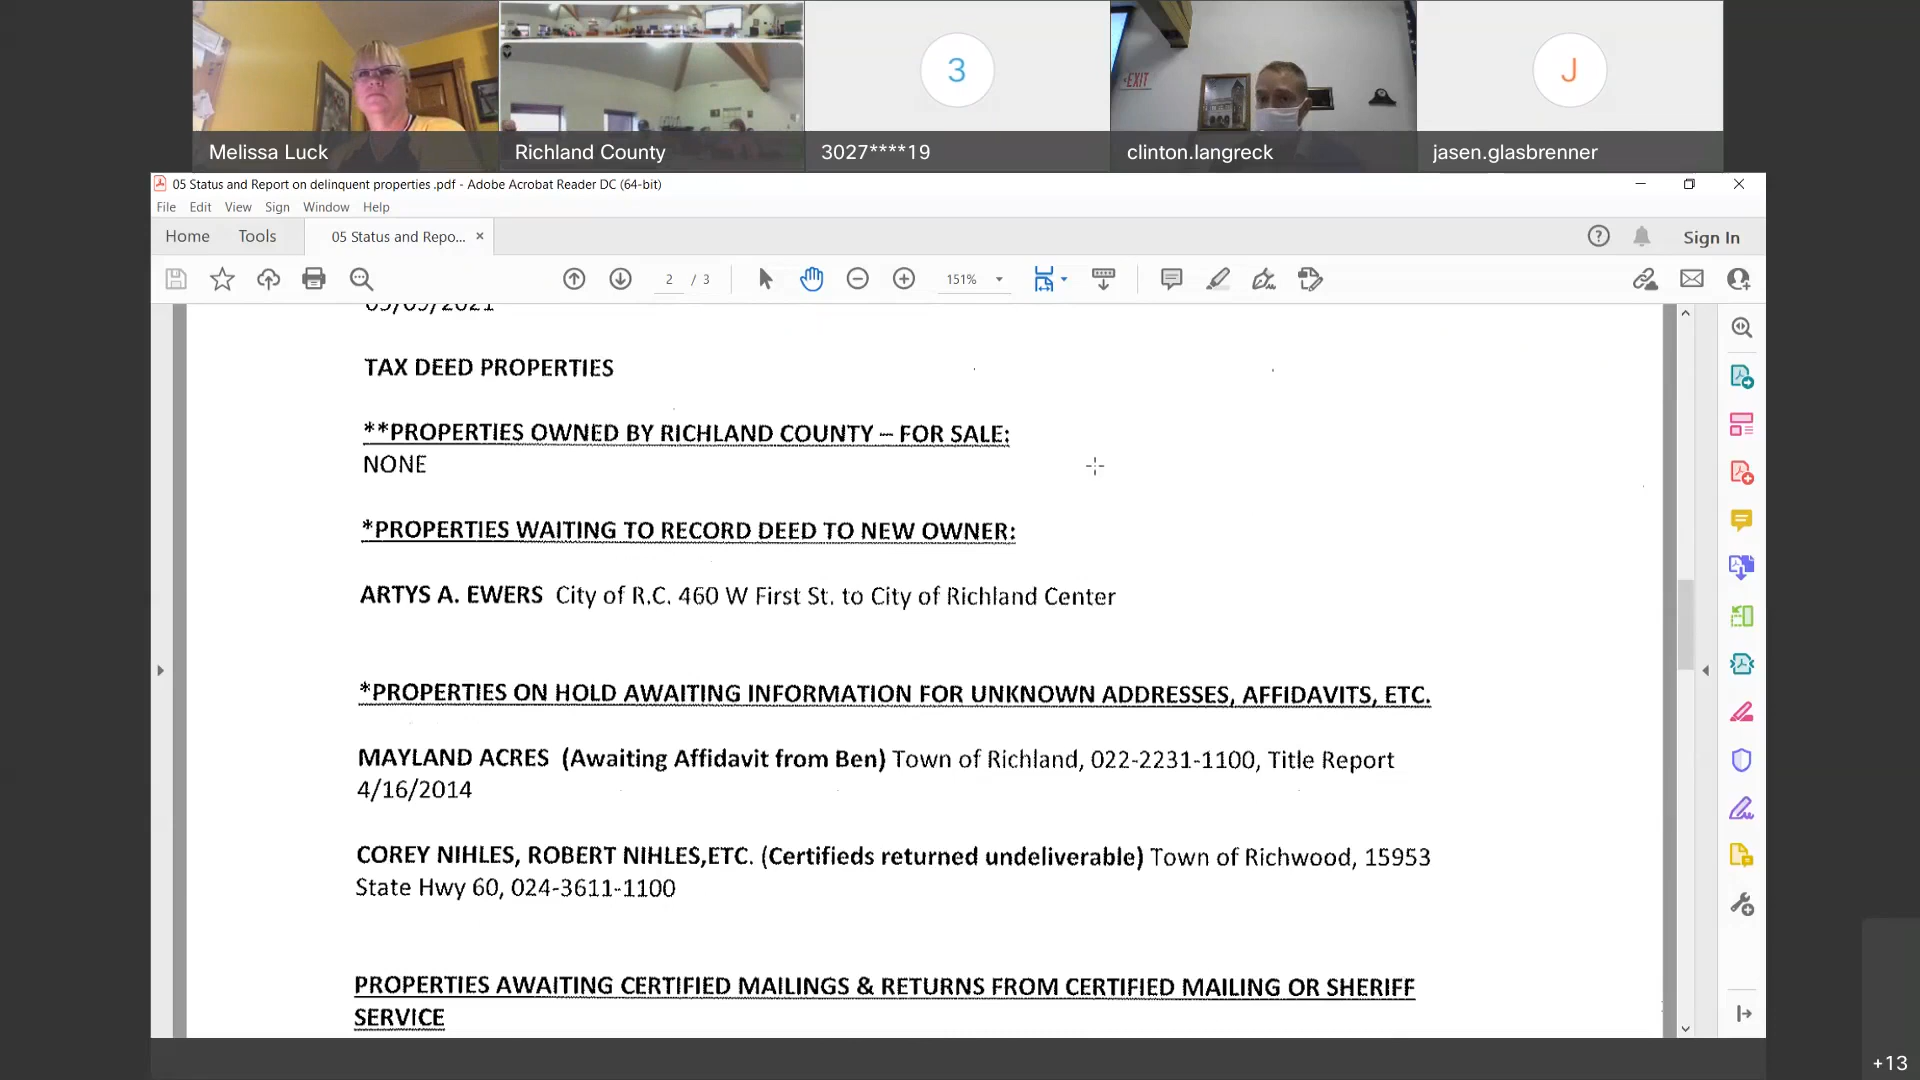 EXIT
3
J
Melissa Luck
Richland County
3027****19
clinton.langreck
jasen.glasbrenner
05 Status and Report on delinquent properties .pdf - Adobe Acrobat Reader DC (64-bit)
File Edit View Sign Window Help
Home Tools 05 Status and Repo... × Sign In
2 / 3 151%
TAX DEED PROPERTIES
**PROPERTIES OWNED BY RICHLAND COUNTY – FOR SALE:
NONE
*PROPERTIES WAITING TO RECORD DEED TO NEW OWNER:
ARTYS A. EWERS City of R.C. 460 W First St. to City of Richland Center
*PROPERTIES ON HOLD AWAITING INFORMATION FOR UNKNOWN ADDRESSES, AFFIDAVITS, ETC.
MAYLAND ACRES (Awaiting Affidavit from Ben) Town of Richland, 022-2231-1100, Title Report
4/16/2014
COREY NIHLES, ROBERT NIHLES,ETC. (Certifieds returned undeliverable) Town of Richwood, 15953
State Hwy 60, 024-3611-1100
PROPERTIES AWAITING CERTIFIED MAILINGS & RETURNS FROM CERTIFIED MAILING OR SHERIFF
SERVICE
+13